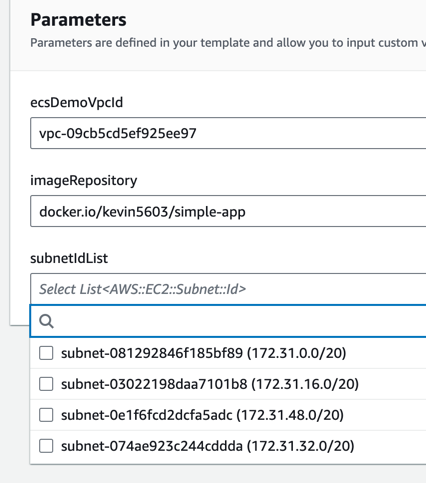 Parameters
Parameters are defined in your template and allow you to input custom
ecsDemoVpcId
vpc-09cb5cd5ef925ee97
imageRepository
docker.io/kevin5603/simple-app
subnetIdList
Select List<AWS::EC2::Subnet::Id>
subnet-081292846f185bf89 (172.31.0.0/20)
subnet-03022198daa7101b8 (172.31.16.0/20)
subnet-0e1f6fcd2dcfa5adc (172.31.48.0/20)
subnet-074ae923c244cddda (172.31.32.0/20)